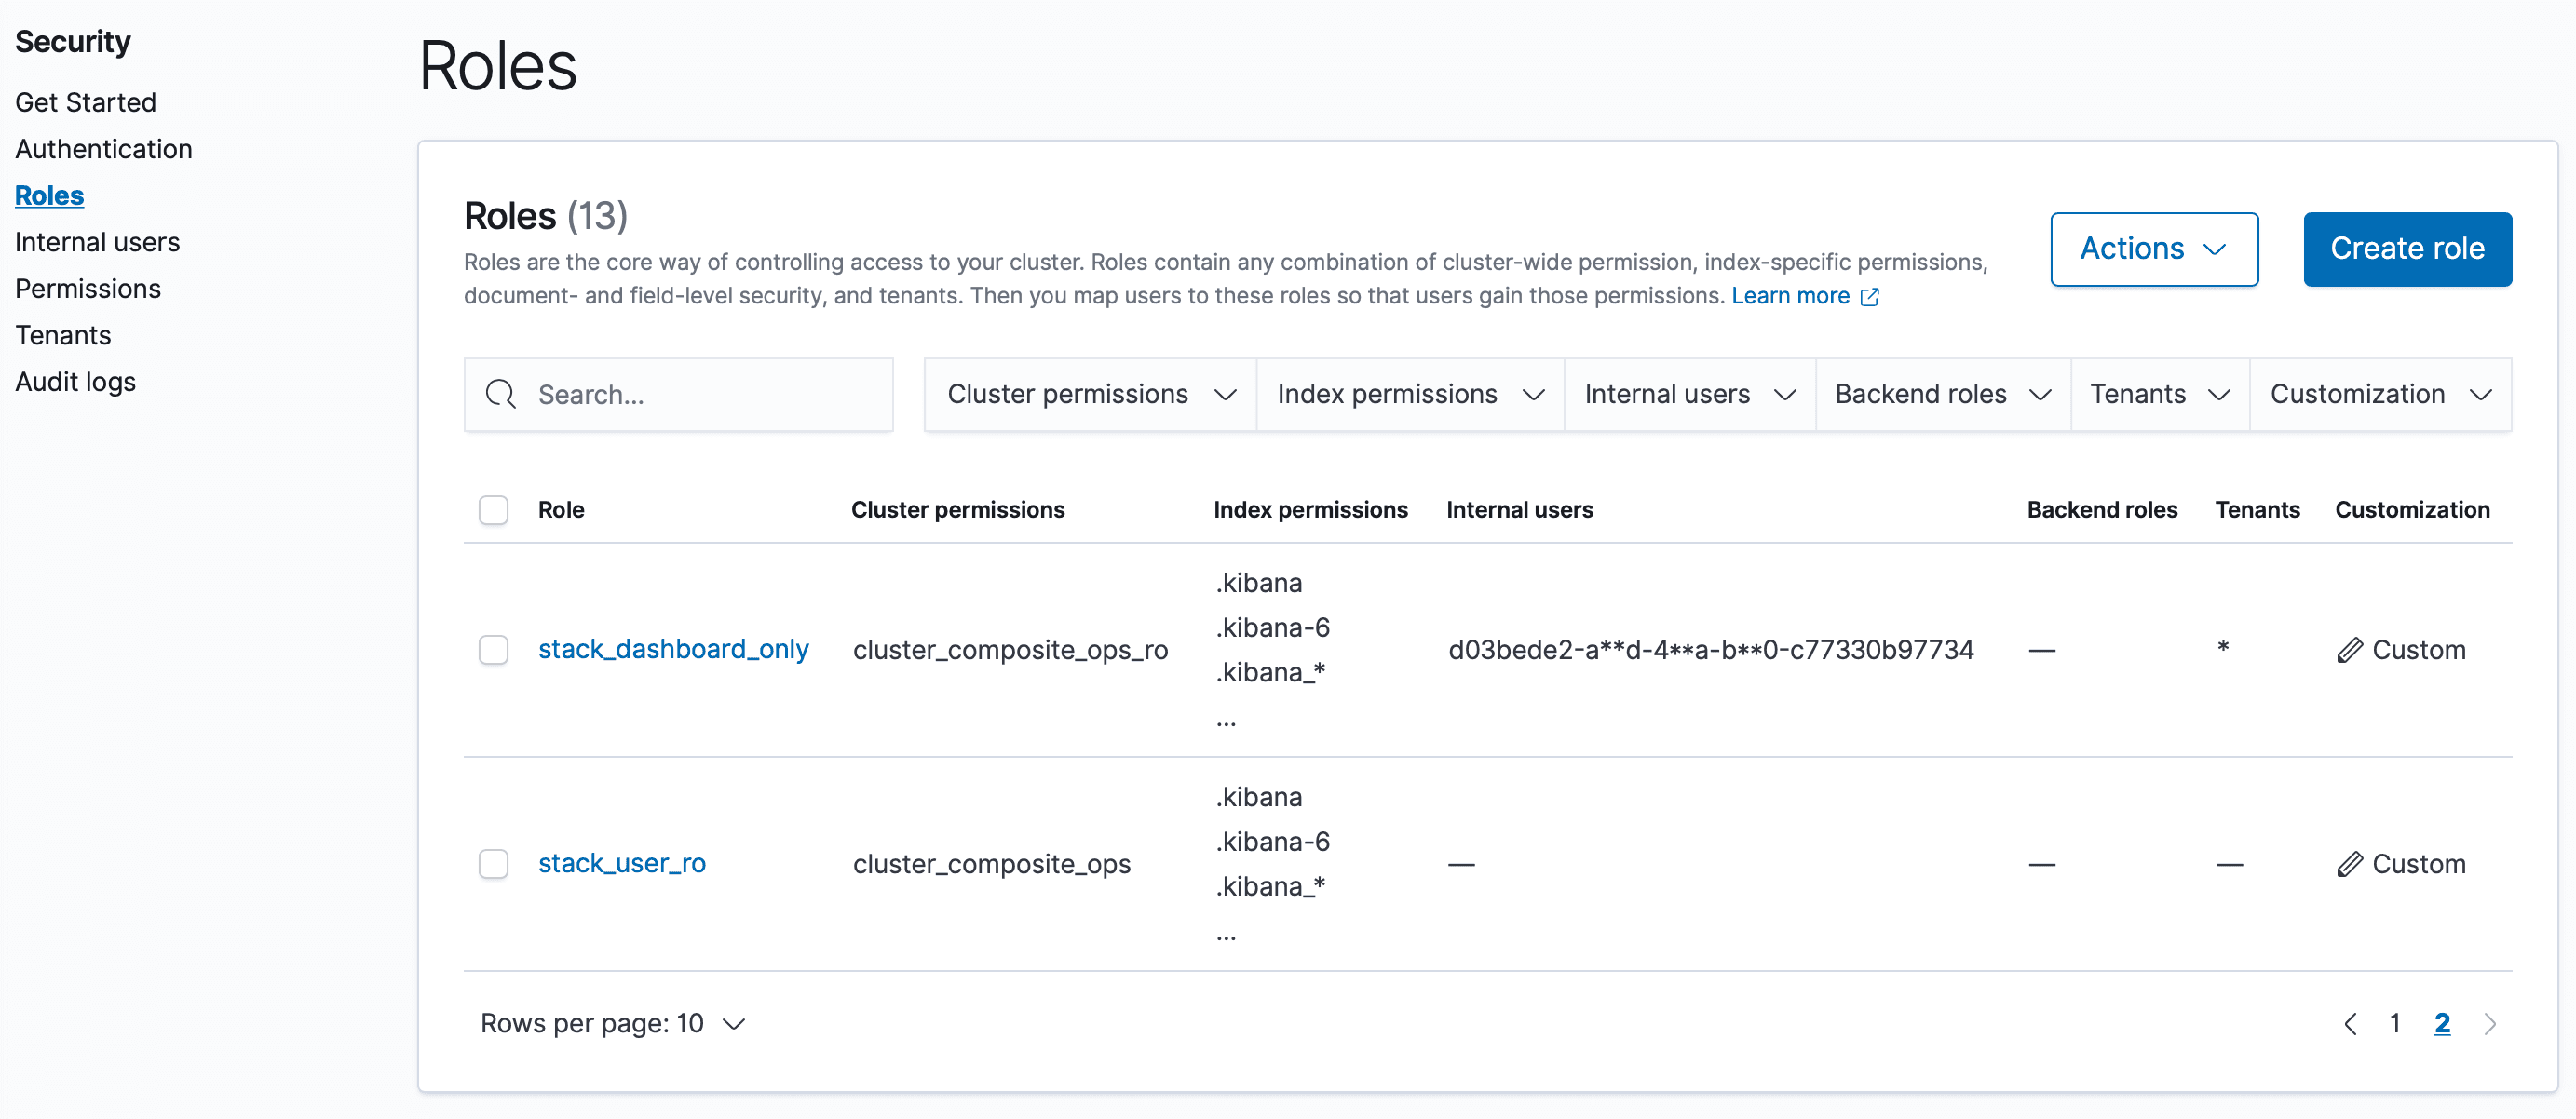 Security
Get Started
Authentication
Roles
Internal users
Permissions
Tenants
Audit logs
Roles
Roles (13)
Roles are the core way of controlling access to your cluster. Roles contain any combination of cluster-wide permission, index-specific permissions,
document- and field-level security, and tenants. Then you map users to these roles so that users gain those permissions. Learn more
Actions
Create role
Search...
Cluster permissions
Index permissions
Internal users
Backend roles
Tenants
Customization
Role Cluster permissions Index permissions Internal users Backend roles Tenants Customization
.kibana
.kibana-6
stack_dashboard_only cluster_composite_ops_ro d03bede2-a**d-4**a-b**0-c77330b97734 — * Custom
.kibana_*
...
.kibana
.kibana-6
stack_user_ro cluster_composite_ops — — — Custom
.kibana_*
...
Rows per page: 10
1 2